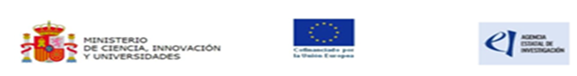 MINISTERIO
DE CIENCIA, INNOVACIÓN
Y UNIVERSIDADES
Cofinanciado por
la Unión Europea
AGENCIA
ESTATAL DE
INVESTIGACIÓN